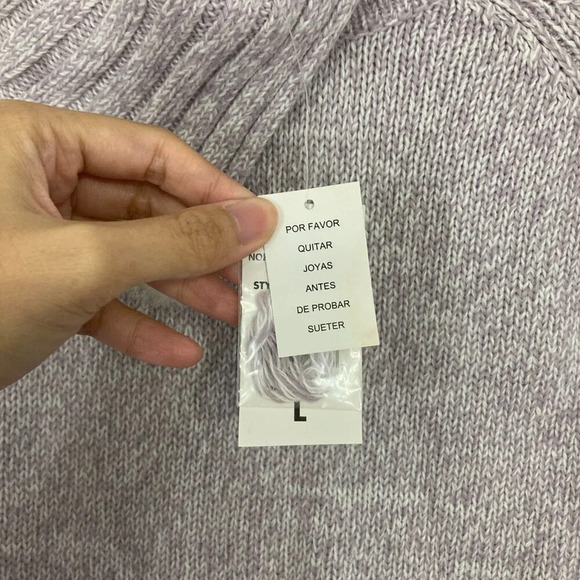 POR FAVOR
QUITAR
JOYAS
ANTES
DE PROBAR
SUETER
L